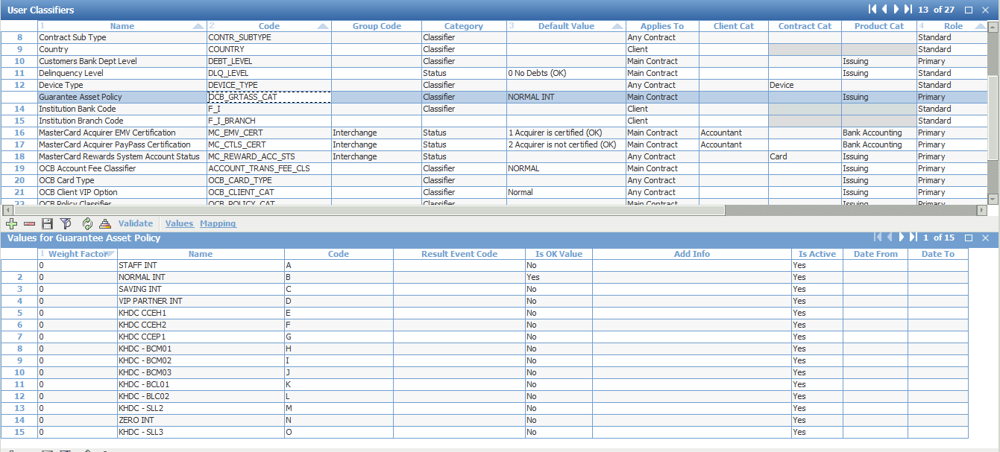 User Classifiers 13 of 27
1 Name 2 Code Group Code Category 3 Default Value Applies To Client Cat Contract Cat Product Cat 4 Role
8 Contract Sub Type CONTR_SUBTYPE Classifier Any Contract Standard
9 Country COUNTRY Classifier Client Standard
10 Customers Bank Dept Level DEBT_LEVEL Classifier Main Contract Issuing Primary
11 Delinquency Level DLQ_LEVEL Status 0 No Debts (OK) Main Contract Issuing Standard
12 Device Type DEVICE_TYPE Classifier Any Contract Device Standard
Guarantee Asset Policy OCB_GRTASS_CAT Classifier NORMAL INT Main Contract Issuing Primary
14 Institution Bank Code F_I Classifier Client Standard
15 Institution Branch Code F_I_BRANCH Client Standard
16 MasterCard Acquirer EMV Certification MC_EMV_CERT Interchange Status 1 Acquirer is certified (OK) Main Contract Accountant Bank Accounting Primary
17 MasterCard Acquirer PayPass Certification MC_CTLS_CERT Interchange Status 2 Acquirer is not certified (OK) Main Contract Accountant Bank Accounting Primary
18 MasterCard Rewards System Account Status MC_REWARD_ACC_STS Interchange Status Any Contract Card Issuing Primary
19 OCB Account Fee Classifier ACCOUNT_TRANS_FEE_CLS Classifier NORMAL Main Contract Issuing Primary
20 OCB Card Type OCB_CARD_TYPE Classifier Any Contract Issuing Primary
21 OCB Client VIP Option OCB_CLIENT_CAT Classifier Normal Any Contract Issuing Primary
22 OCB Policy Classifier OCB_POLICY_CAT Classifier Main Contract Issuing Primary
Validate Values Mapping
Values for Guarantee Asset Policy 1 of 15
1 Weight Factor Name Code Result Event Code Is OK Value Add Info Is Active Date From Date To
0 STAFF INT A No Yes
2 0 NORMAL INT B Yes Yes
3 0 SAVING INT C No Yes
4 0 VIP PARTNER INT D No Yes
5 0 KHDC CCEH1 E No Yes
6 0 KHDC CCEH2 F No Yes
7 0 KHDC CCEP1 G No Yes
8 0 KHDC - BCM01 H No Yes
9 0 KHDC - BCM02 I No Yes
10 0 KHDC - BCM03 J No Yes
11 0 KHDC - BCL01 K No Yes
12 0 KHDC - BLC02 L No Yes
13 0 KHDC - SLL2 M No Yes
14 0 ZERO INT N No Yes
15 0 KHDC - SLL3 O No Yes